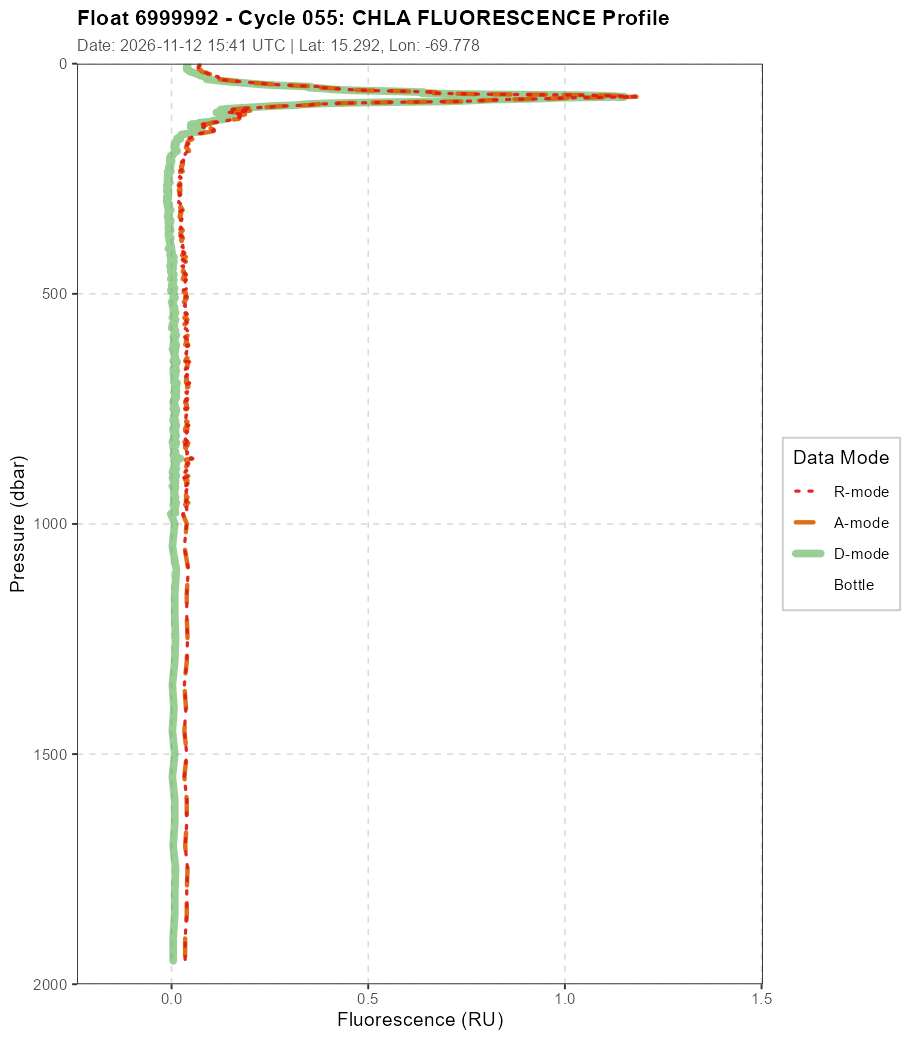 Float 6999992 - Cycle 055: CHLA FLUORESCENCE Profile
Date: 2026-11-12 15:41 UTC | Lat: 15.292, Lon: -69.778
0
500
1000
1500
2000
Pressure (dbar)
0.0
0.5
1.0
1.5
Fluorescence (RU)
Data Mode
R-mode
A-mode
D-mode
Bottle